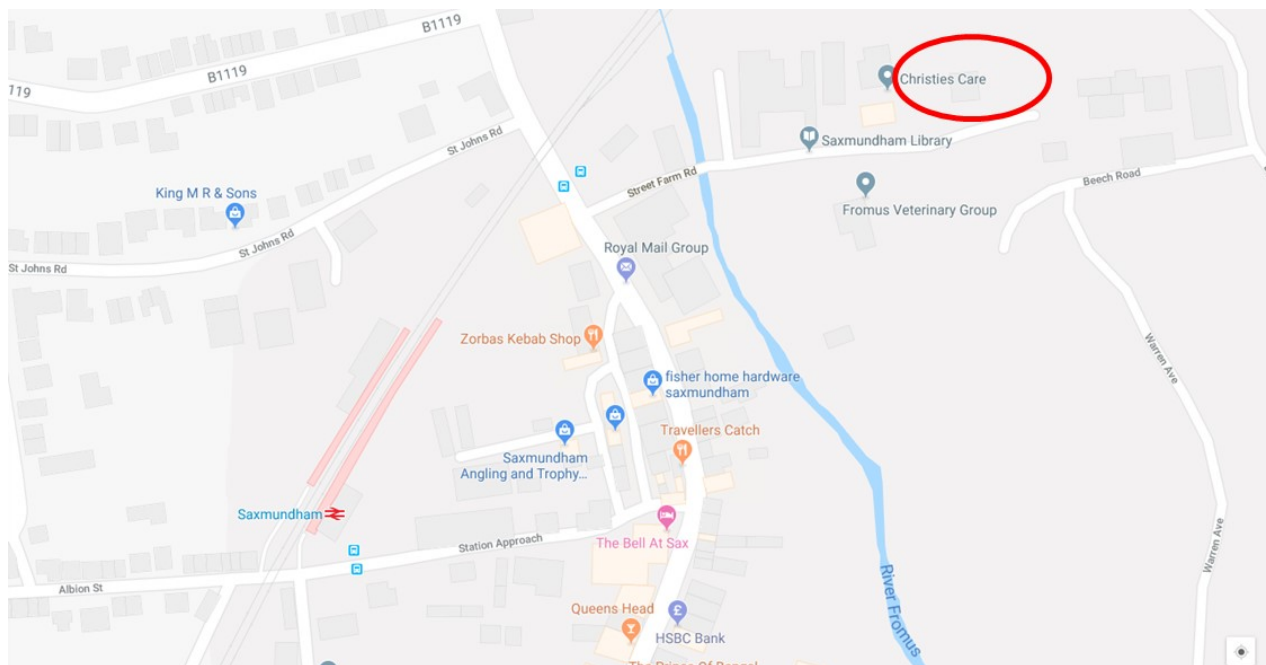 B1119
B1119
119
Christies Care
St Johns Rd
Saxmundham Library
Street Farm Rd
Beech Road
King M R & Sons
Fromus Veterinary Group
St Johns Rd
Royal Mail Group
St Johns Rd
Zorbas Kebab Shop
Warren Ave
fisher home hardware
saxmundham
Travellers Catch
Saxmundham
Angling and Trophy...
Saxmundham
The Bell At Sax
Station Approach
Warren Ave
Albion St
River Fromus
Queens Head
£
HSBC Bank